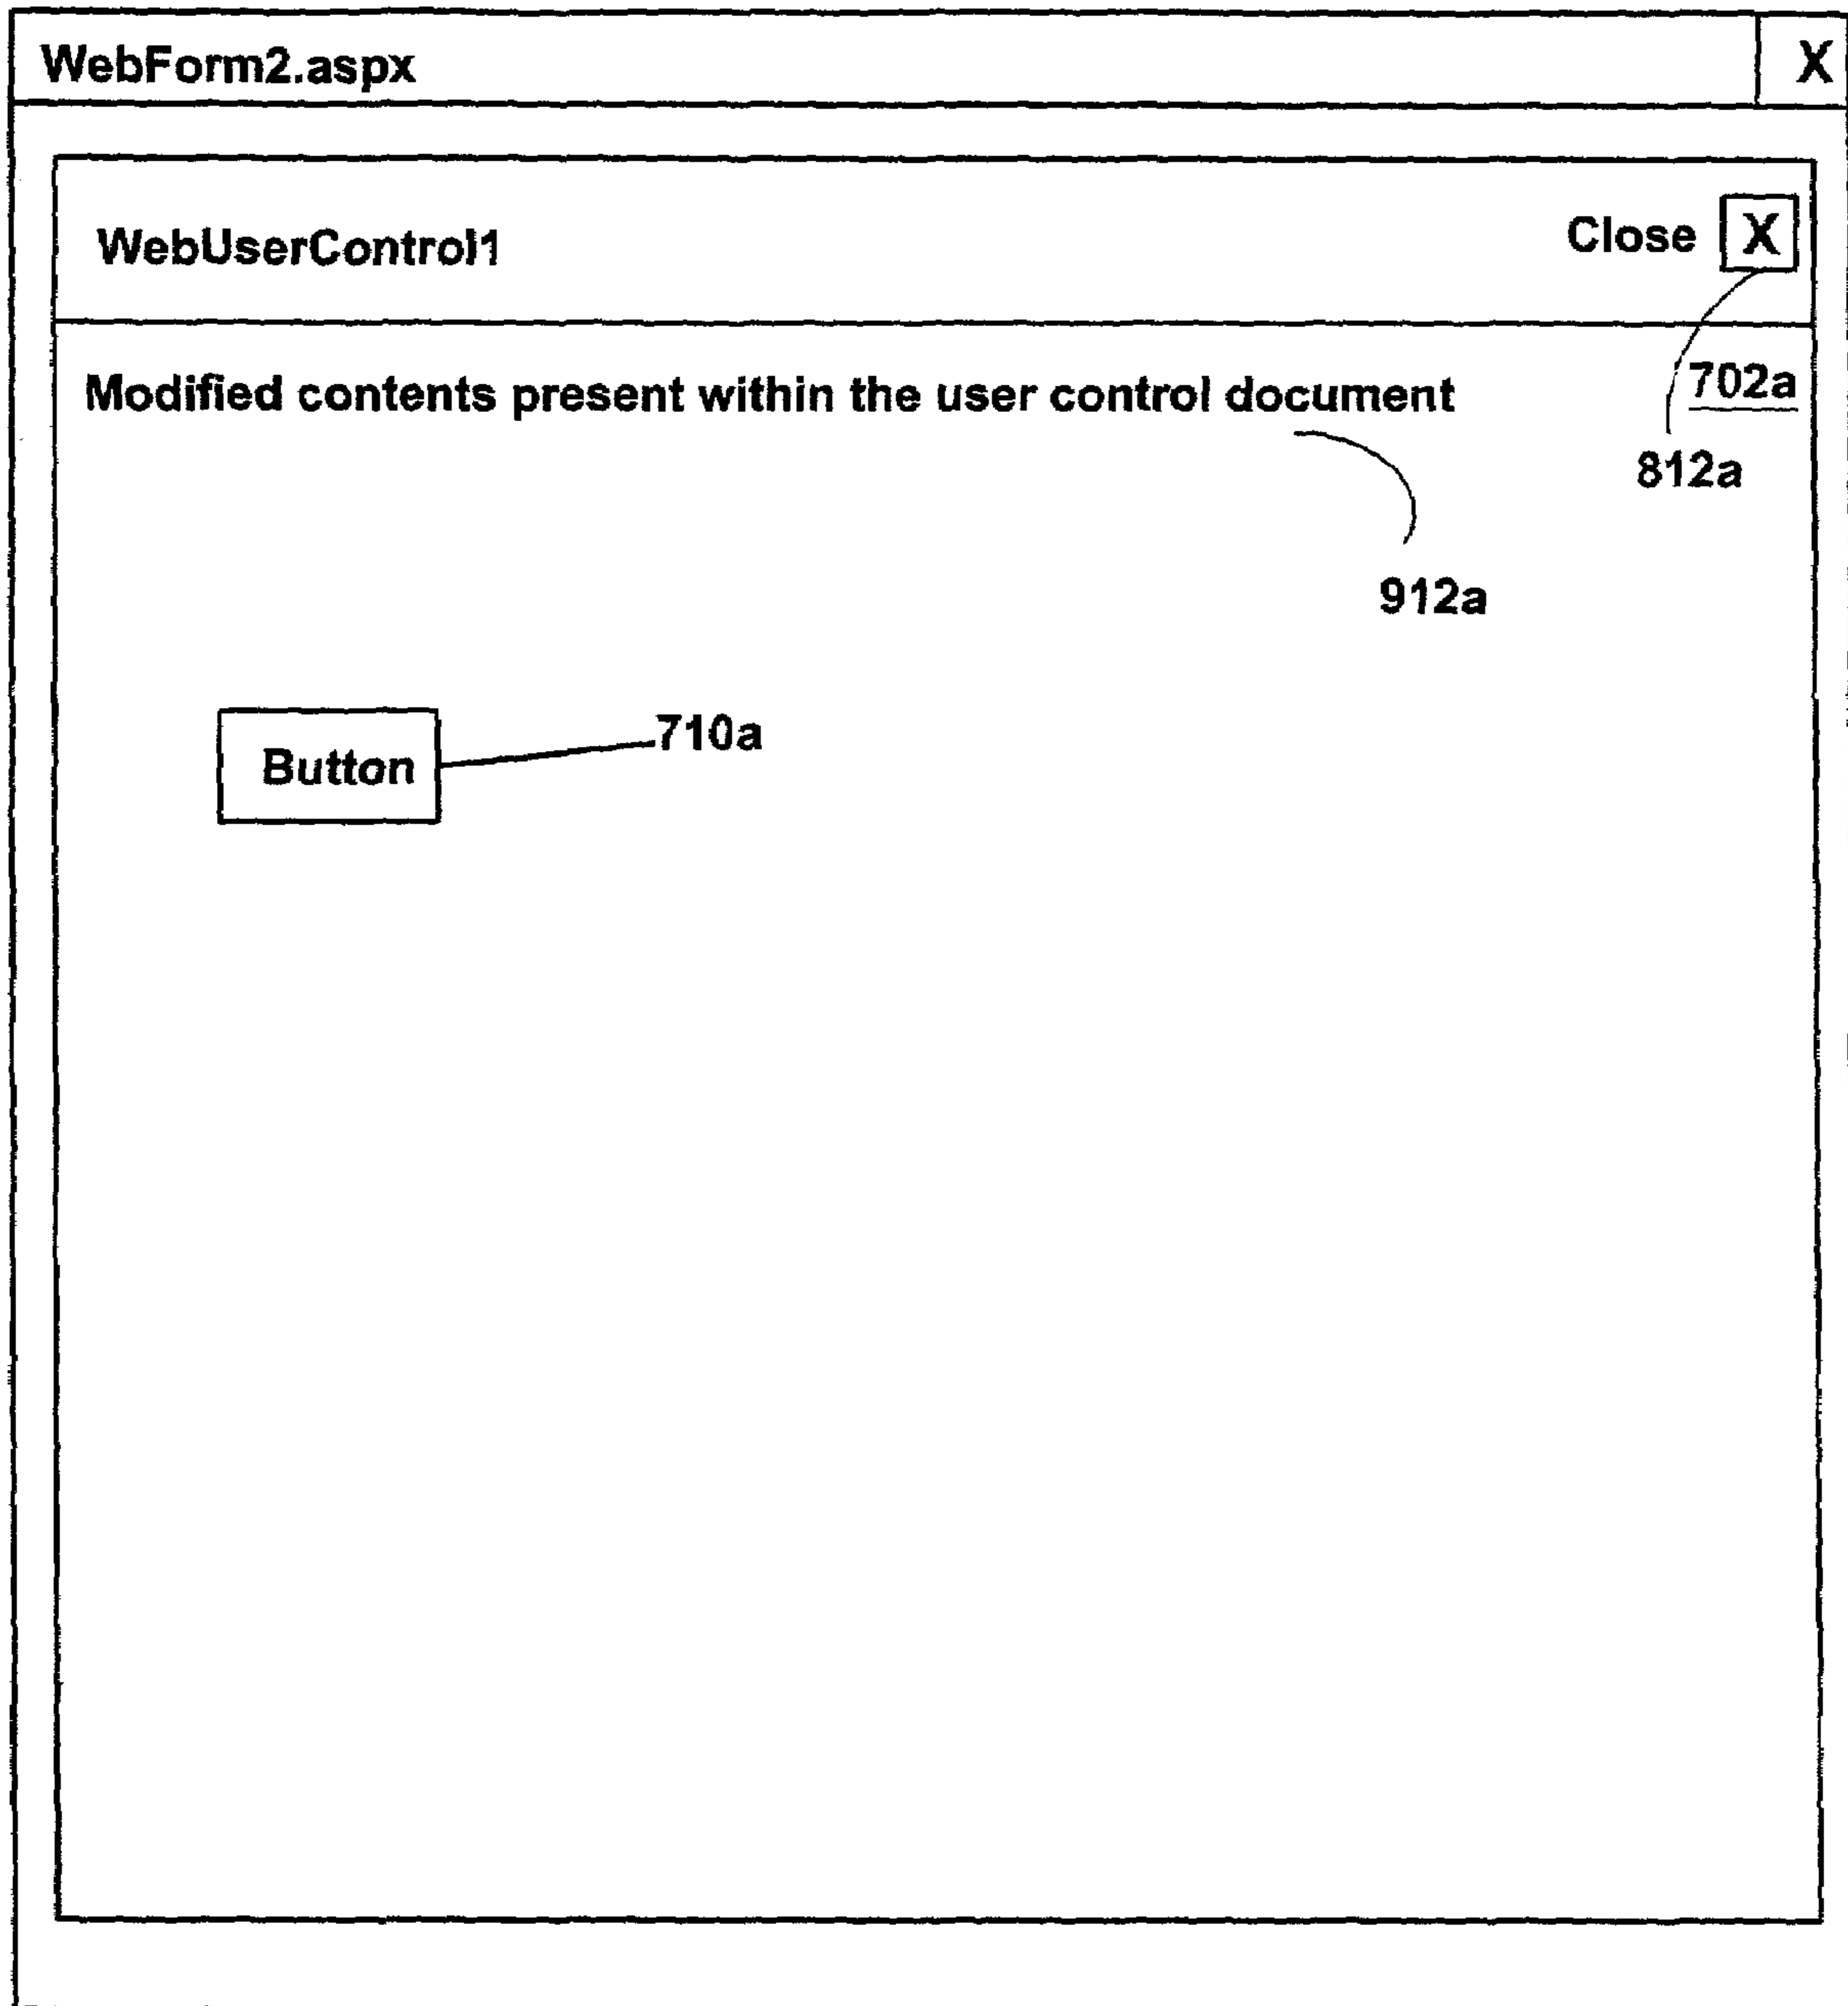 WebForm2.aspx X
WebUserControl1 Close X
Modified contents present within the user control document 702a
812a
912a
Button 710a